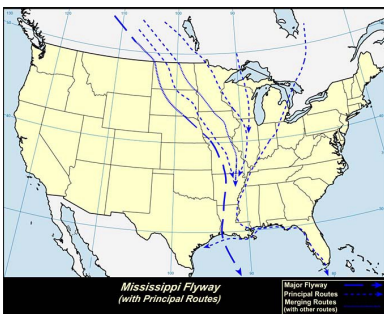 Mississippi Flyway
(with Principal Routes)
Major Flyway
Principal Routes
Merging Routes
(with other routes)